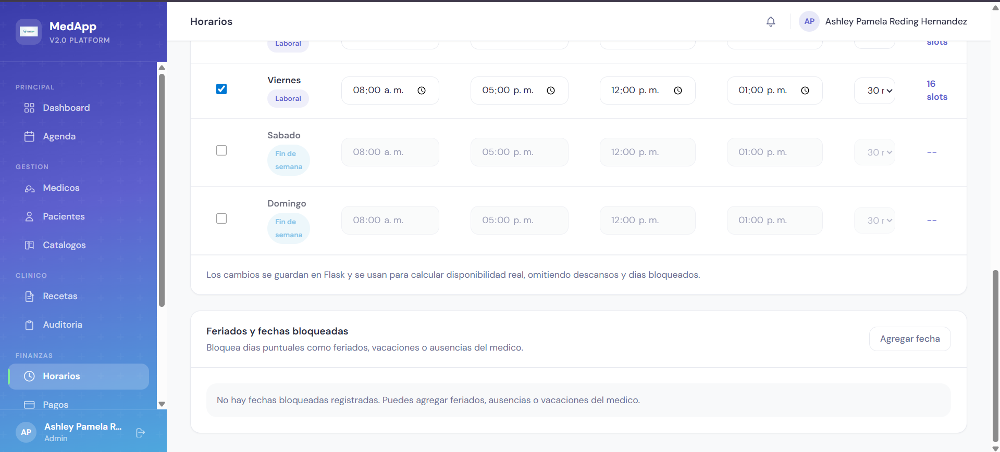 MedApp
V2.0 PLATFORM
PRINCIPAL
Dashboard
Agenda
GESTION
Medicos
Pacientes
Catalogos
CLINICO
Recetas
Auditoria
FINANZAS
Horarios
Pagos
AP
Ashley Pamela R...
Admin
Horarios
AP
Ashley Pamela Reding Hernandez
Laboral
slots
Viernes
Laboral
08:00 a. m.
05:00 p. m.
12:00 p. m.
01:00 p. m.
30 r
16
slots
Sabado
Fin de
semana
08:00 a. m.
05:00 p. m.
12:00 p. m.
01:00 p. m.
30 r
--
Domingo
Fin de
semana
08:00 a. m.
05:00 p. m.
12:00 p. m.
01:00 p. m.
30 r
--
Los cambios se guardan en Flask y se usan para calcular disponibilidad real, omitiendo descansos y dias bloqueados.
Feriados y fechas bloqueadas
Bloquea dias puntuales como feriados, vacaciones o ausencias del medico.
Agregar fecha
No hay fechas bloqueadas registradas. Puedes agregar feriados, ausencias o vacaciones del medico.